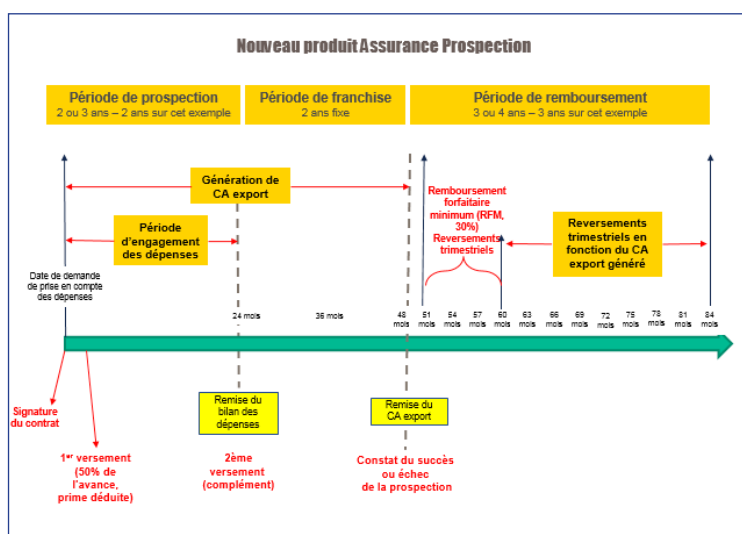 Nouveau produit Assurance Prospection
Période de prospection
2 ou 3 ans – 2 ans sur cet exemple
Période de franchise
2 ans fixe
Période de remboursement
3 ou 4 ans – 3 ans sur cet exemple
Génération de
CA export
Période
d'engagement
des dépenses
Remboursement
forfaitaire
minimum (RFM,
30%)
Reversements
trimestriels
Reversements
trimestriels en
fonction du CA
export généré
Date de demande
de prise en compte
des dépenses
24 mois
36 mois
48
mois
51
mois
54
mois
57
mois
60
mois
63
mois
66
mois
69
mois
72
mois
75
mois
78
mois
81
mois
84
mois
Signature
du contrat
1er versement
(50% de
l'avance,
prime déduite)
Remise du
bilan des
dépenses
2ème
versement
(complément)
Remise du
CA export
Constat du succès
ou échec
de la prospection